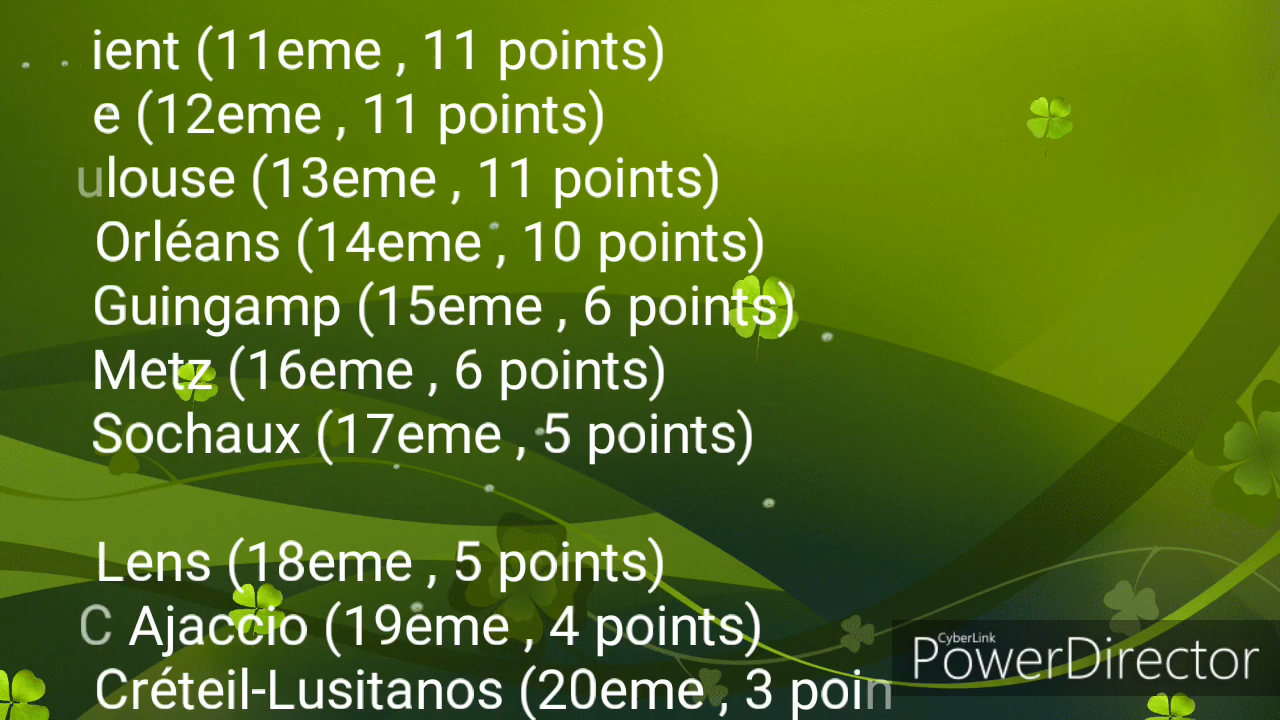 ient (11eme , 11 points)
e (12eme , 11 points)
ulouse (13eme , 11 points)
Orléans (14eme , 10 points)
Guingamp (15eme , 6 points)
Metz (16eme , 6 points)
Sochaux (17eme , 5 points)
Lens (18eme , 5 points)
C Ajaccio (19eme , 4 points)
Créteil-Lusitanos (20eme , 3 poin
CyberLink
PowerDirector